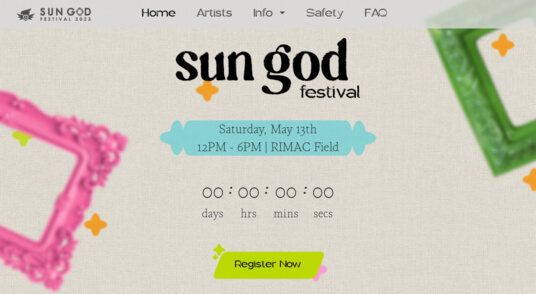 SUN GOD
FESTIVAL 2023
Home Artists Info Safety FAQ
sun god
festival
Saturday, May 13th
12PM - 6PM | RIMAC Field
00 : 00 : 00 : 00
days hrs mins secs
Register Now